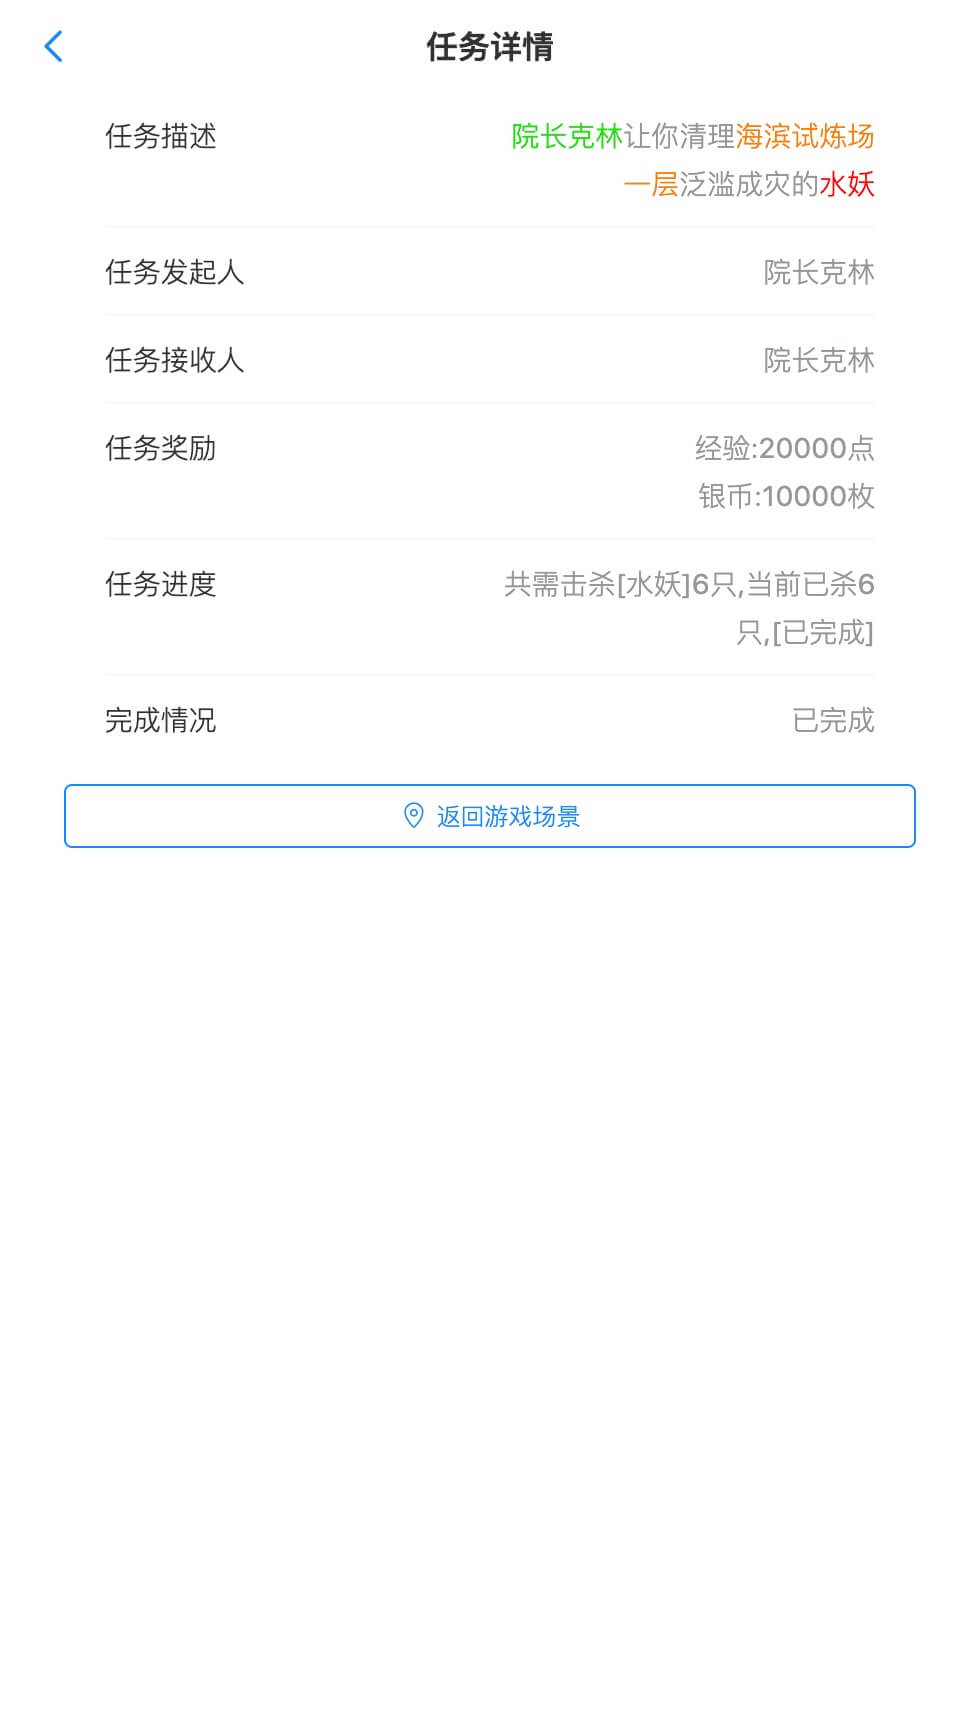 任务详情
任务描述
院长克林让你清理海滨试炼场
一层泛滥成灾的水妖
任务发起人
院长克林
任务接收人
院长克林
任务奖励
经验:20000点
银币:10000枚
任务进度
共需击杀[水妖]6只,当前已杀6
只,[已完成]
完成情况
已完成
返回游戏场景